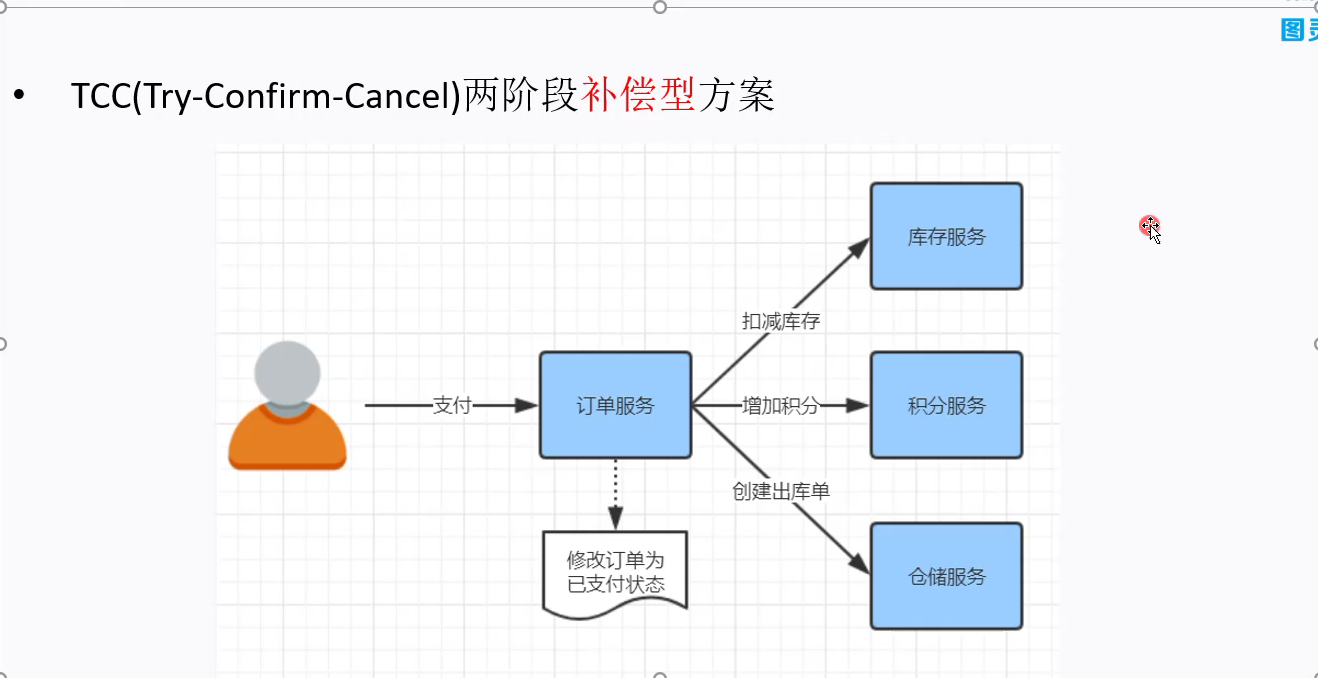 图灵
• TCC(Try-Confirm-Cancel)两阶段补偿型方案
库存服务
扣减库存
支付
订单服务
增加积分
积分服务
创建出库单
修改订单为
已支付状态
仓储服务